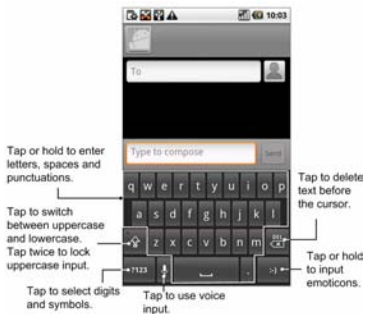 10:03
To
Type to compose
Send
Tap or hold to enter
letters, spaces and
punctuations.
q w e r t y u i o p
Tap to delete
text before
the cursor.
a s d f g h j k l
Tap to switch
between uppercase
and lowercase.
Tap twice to lock
uppercase input.
z x c v b n m DEL
Tap or hold
to input
emoticons.
?123 . :-)
Tap to select digits
and symbols.
Tap to use voice
input.